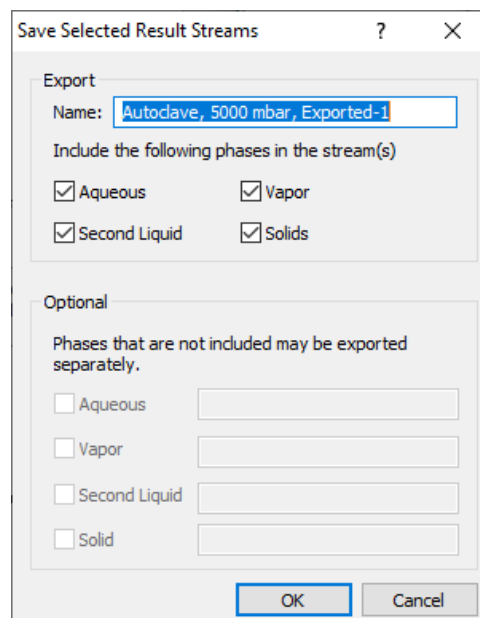 Save Selected Result Streams ? X
Export
Name: Autoclave, 5000 mbar, Exported-1
Include the following phases in the stream(s)
Aqueous Vapor
Second Liquid Solids
Optional
Phases that are not included may be exported
separately.
Aqueous
Vapor
Second Liquid
Solid
OK Cancel